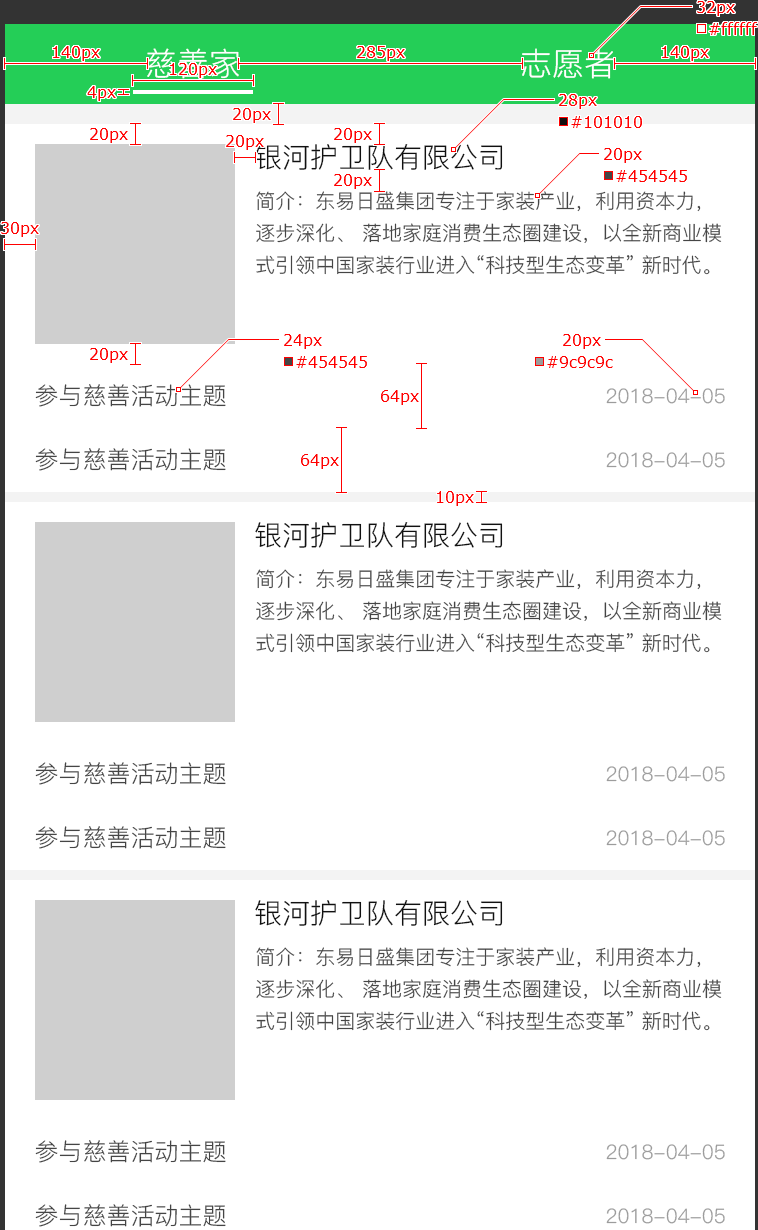 32px
#ffffff
140px
慈善家
285px
志愿者
140px
120px
4px
20px
28px
#101010
20px
20px
20px
银河护卫队有限公司
20px
#454545
20px
简介：东易日盛集团专注于家装产业，利用资本力，
逐步深化、 落地家庭消费生态圈建设，以全新商业模
式引领中国家装行业进入“科技型生态变革” 新时代。
30px
20px
24px
#454545
20px
#9c9c9c
参与慈善活动主题
64px
2018-04-05
参与慈善活动主题
64px
2018-04-05
10px
银河护卫队有限公司
简介：东易日盛集团专注于家装产业，利用资本力，
逐步深化、 落地家庭消费生态圈建设，以全新商业模
式引领中国家装行业进入“科技型生态变革” 新时代。
参与慈善活动主题
2018-04-05
参与慈善活动主题
2018-04-05
银河护卫队有限公司
简介：东易日盛集团专注于家装产业，利用资本力，
逐步深化、 落地家庭消费生态圈建设，以全新商业模
式引领中国家装行业进入“科技型生态变革” 新时代。
参与慈善活动主题
2018-04-05
参与慈善活动主题
2018-04-05